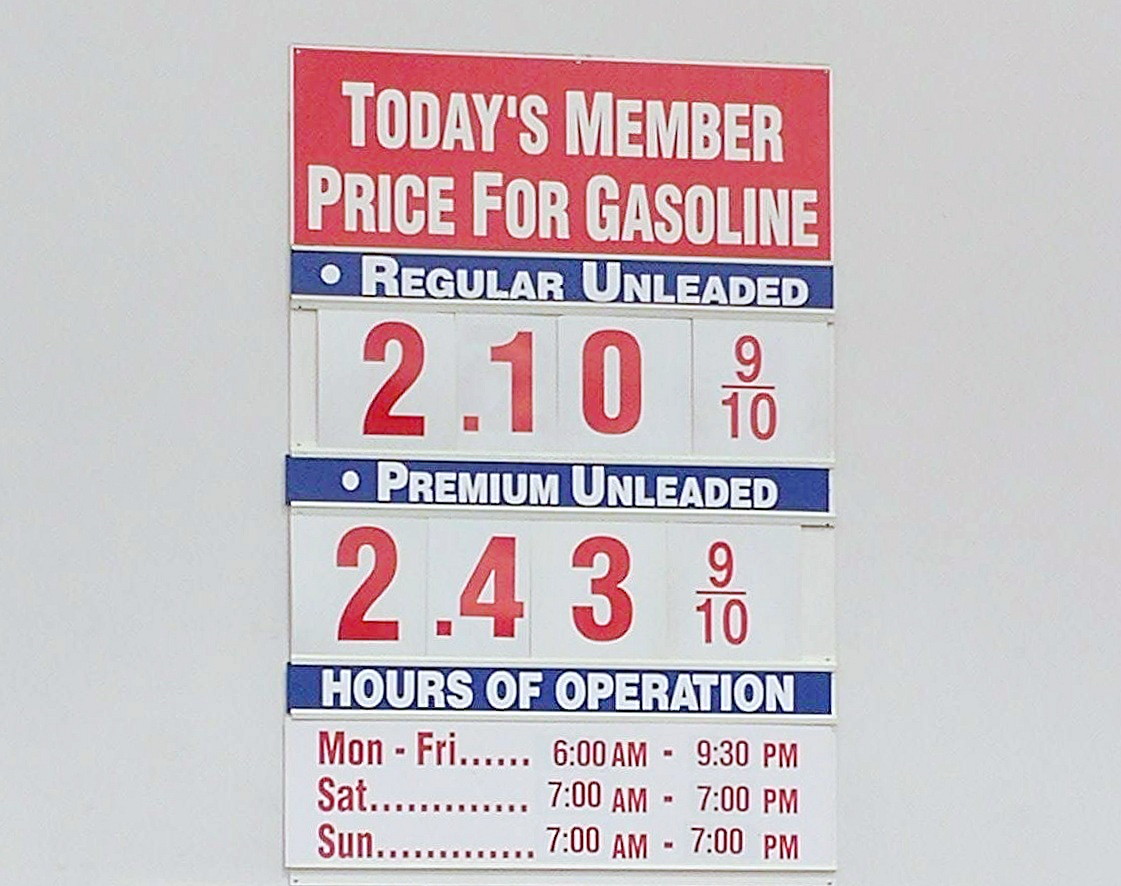 TODAY'S MEMBER
PRICE FOR GASOLINE
• REGULAR UNLEADED
2.10 9/10
• PREMIUM UNLEADED
2.43 9/10
HOURS OF OPERATION
Mon - Fri...... 6:00 AM - 9:30 PM
Sat............. 7:00 AM - 7:00 PM
Sun............. 7:00 AM - 7:00 PM